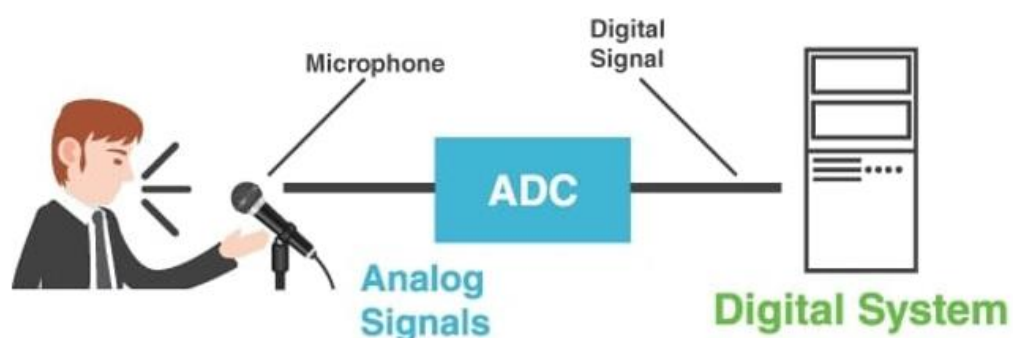 Digital
Signal
Microphone
ADC
Analog
Signals
Digital System